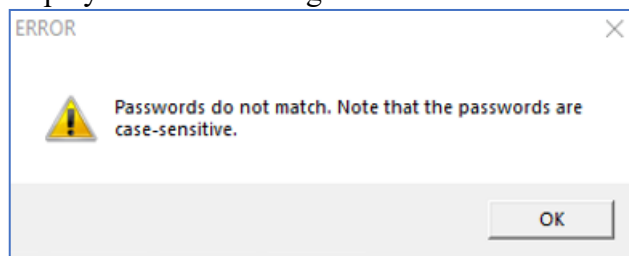 ERROR
Passwords do not match. Note that the passwords are
case-sensitive.
OK